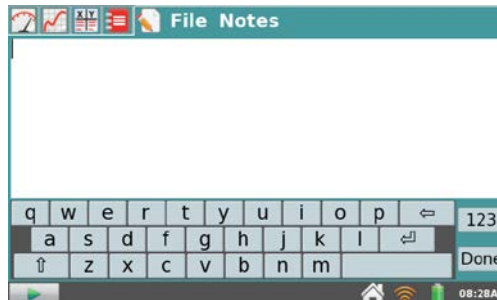 X Y File Notes
q w e r t y u i o p ⇦ 123
a s d f g h j k l ⏎
⇧ z x c v b n m Done
08:28A